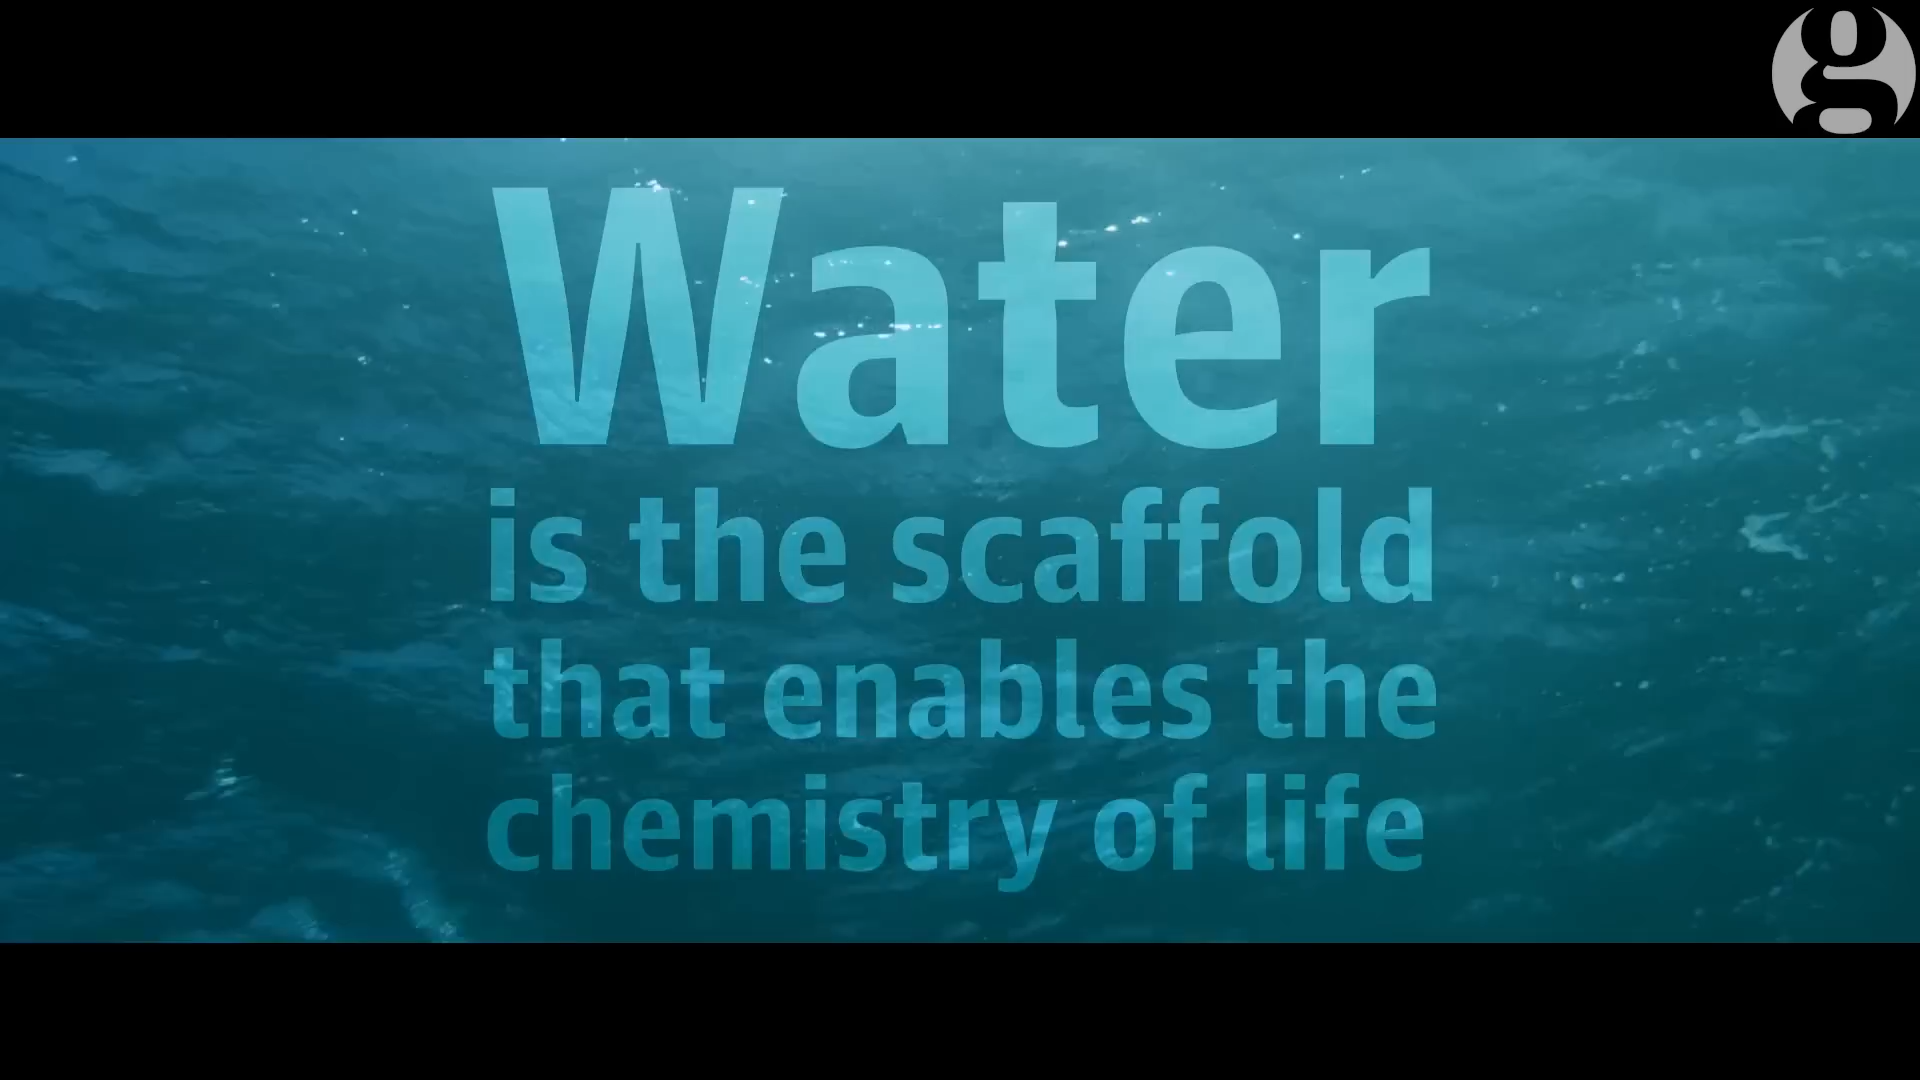 g
Water
is the scaffold
that enables the
chemistry of life